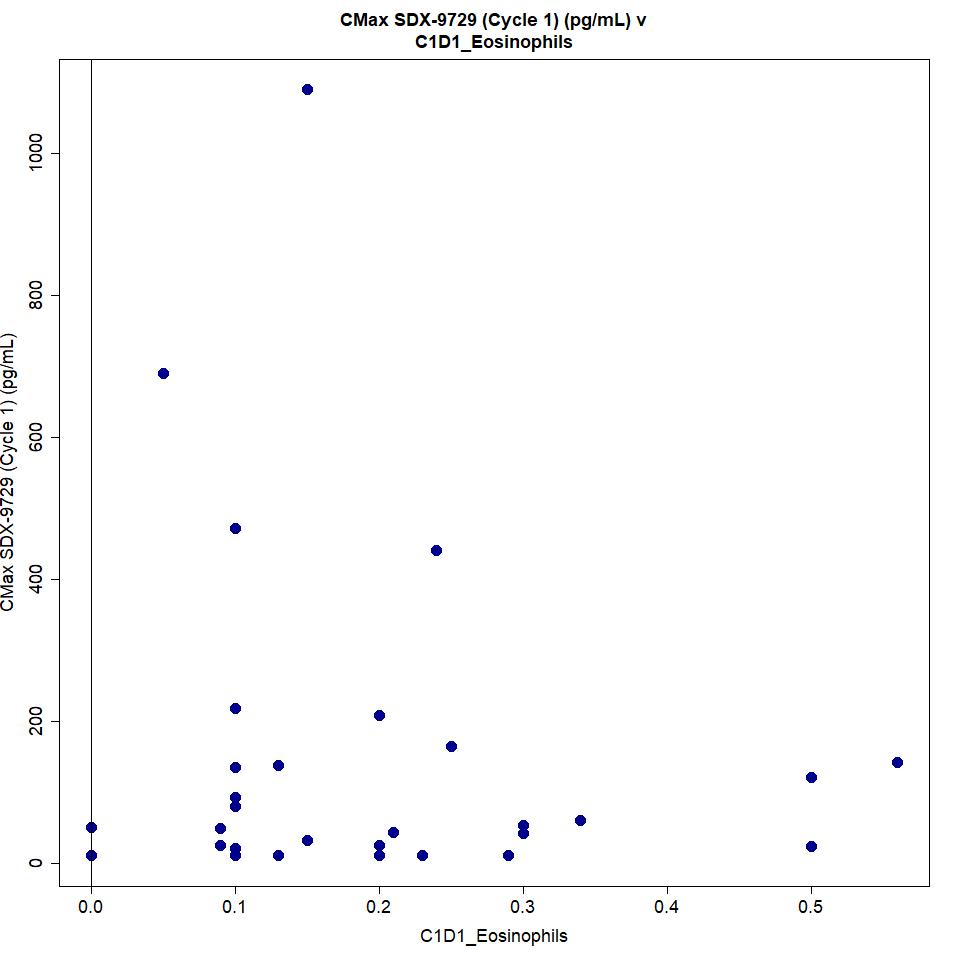 CMax SDX-9729 (Cycle 1) (pg/mL) v
C1D1_Eosinophils
1000
800
600
400
200
0
CMax SDX-9729 (Cycle 1) (pg/mL)
0.0 0.1 0.2 0.3 0.4 0.5
C1D1_Eosinophils